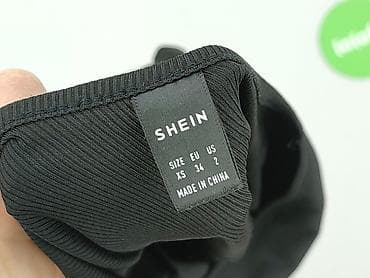 SHEIN
SIZE EU US
XS 34 2
MADE IN CHINA